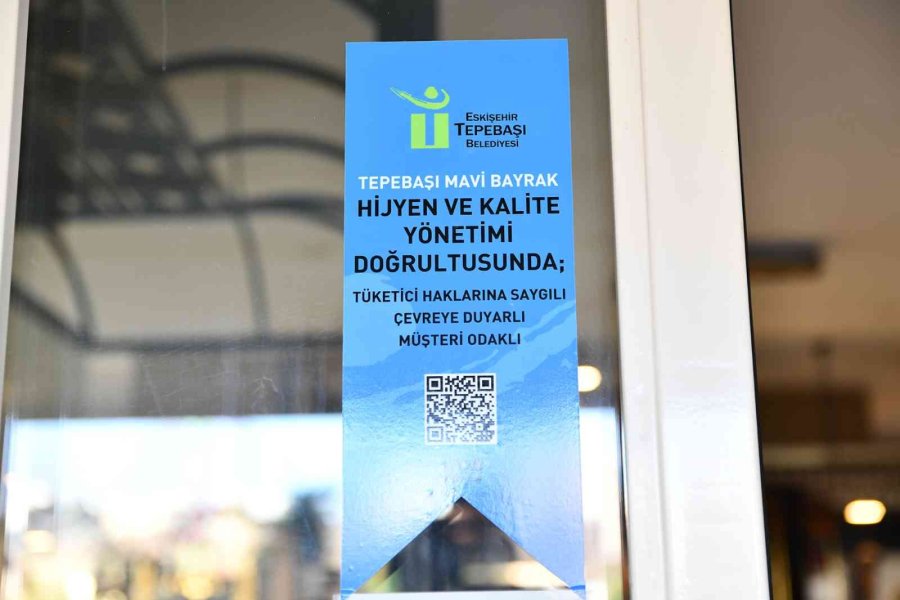 ESKİŞEHİR
TEPEBAŞI
BELEDİYESİ
TEPEBAŞI MAVİ BAYRAK
HİJYEN VE KALİTE
YÖNETİMİ
DOĞRULTUSUNDA;
TÜKETİCİ HAKLARINA SAYGILI
ÇEVREYE DUYARLI
MÜŞTERİ ODAKLI